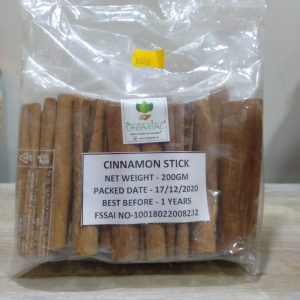 CINNAMON STICK
NET WEIGHT - 200GM
PACKED DATE - 17/12/2020
BEST BEFORE - 1 YEARS
FSSAI NO-10018022008232